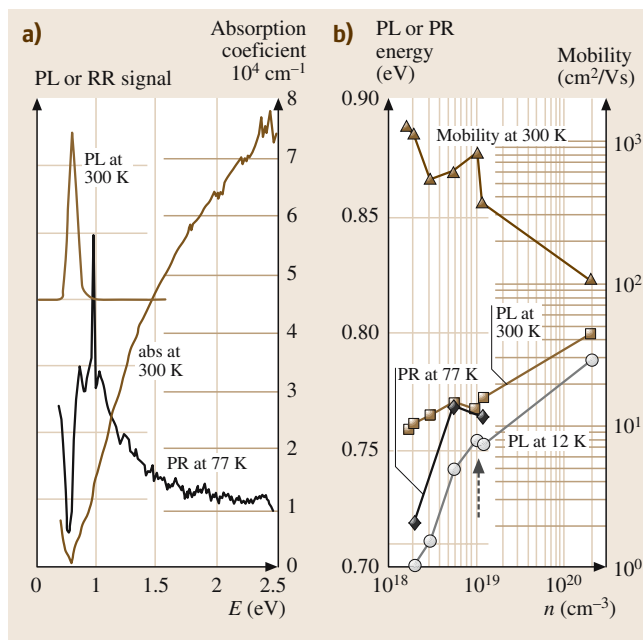 a)
Absorption
coeficient
PL or RR signal
10⁴ cm⁻¹
8
7
6
5
4
3
2
1
0
PL at
300 K
abs at
300 K
PR at 77 K
0
1
1.5
2
2.5
E (eV)
b)
PL or PR
energy
(eV)
Mobility
(cm²/Vs)
0.90
0.85
0.80
0.75
0.70
10³
10²
10¹
10⁰
Mobility at 300 K
PL at
300 K
PR at 77 K
PL at 12 K
10¹⁸
10¹⁹
10²⁰
n (cm⁻³)